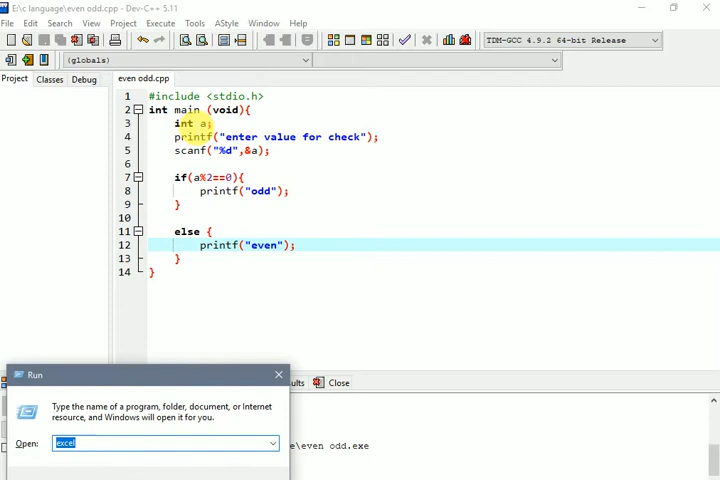 E:\c language\even odd.cpp - Dev-C++ 5.11
File Edit Search View Project Execute Tools AStyle Window Help
TDM-GCC 4.9.2 64-bit Release
(globals)
Project Classes Debug even odd.cpp
1 #include <stdio.h>
2 int main (void){
3 int a;
4 printf("enter value for check");
5 scanf("%d",&a);
6
7 if(a%2==0){
8 printf("odd");
9 }
10
11 else {
12 printf("even");
13 }
14 }
Run
Close
Type the name of a program, folder, document, or Internet
resource, and Windows will open it for you.
Open: excel
\even odd.exe